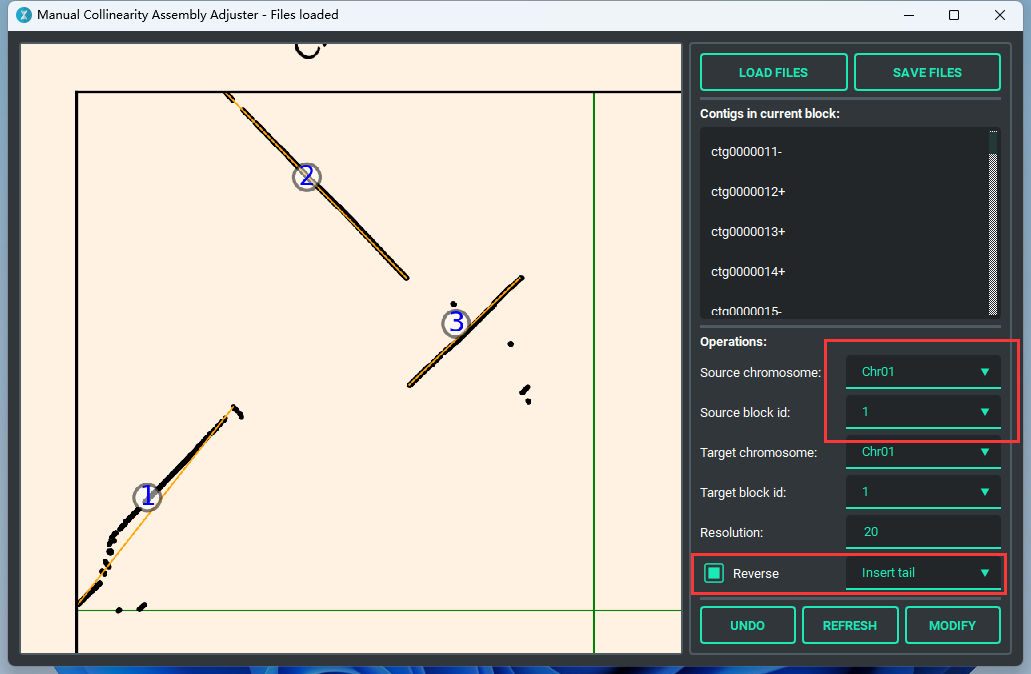 Manual Collinearity Assembly Adjuster - Files loaded
LOAD FILES
SAVE FILES
Contigs in current block:
ctg0000011-
ctg0000012+
ctg0000013+
ctg0000014+
ctg0000015-
Operations:
Source chromosome: Chr01
Source block id: 1
Target chromosome: Chr01
Target block id: 1
Resolution: 20
Reverse Insert tail
UNDO
REFRESH
MODIFY
2
3
1